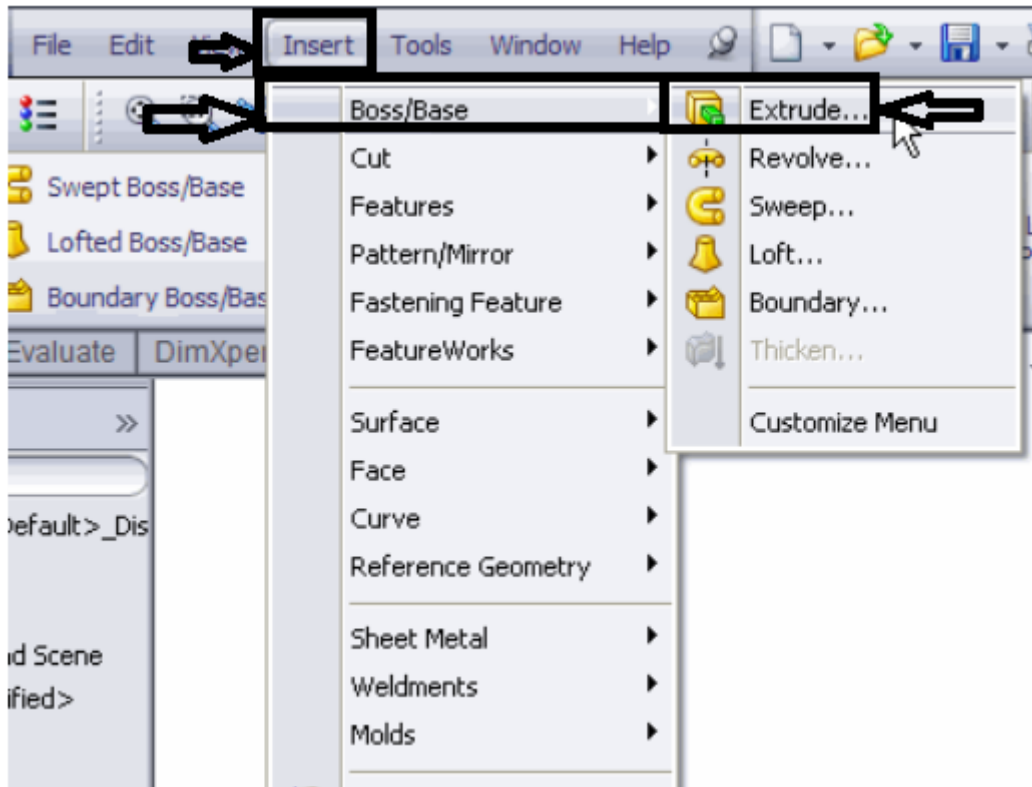 File Edit Insert Tools Window Help
Boss/Base
Cut
Features
Pattern/Mirror
Fastening Feature
FeatureWorks
Surface
Face
Curve
Reference Geometry
Sheet Metal
Weldments
Molds
Extrude...
Revolve...
Sweep...
Loft...
Boundary...
Thicken...
Customize Menu
Swept Boss/Base
Lofted Boss/Base
Boundary Boss/Bas
Evaluate DimXper
efault>_Dis
d Scene
ified>